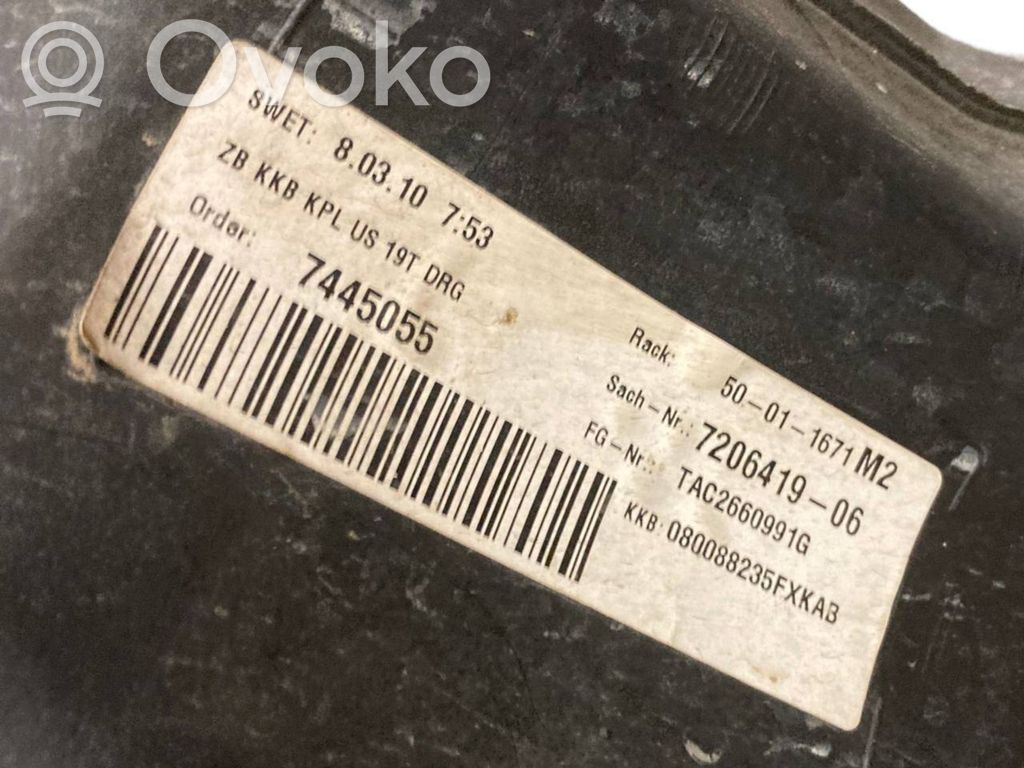 Ovoko
SWET: 8.03.10 7:53
ZB KKB KPL US 19T DRG
Order: 7445055
Rack: 50-01-1671 M2
Sach-Nr.: 7206419-06
FG-Nr.: TAC2660991G
KKB: 080088235FXKAB